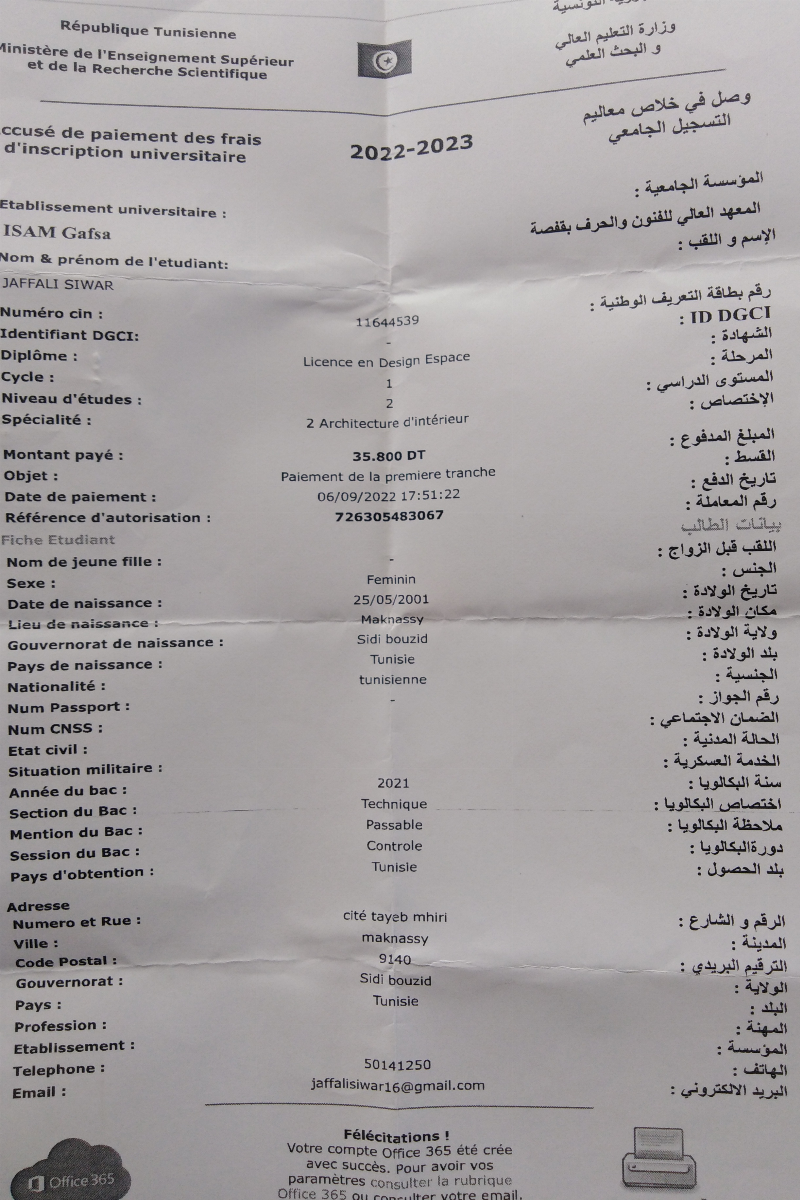 République Tunisienne
Ministère de l'Enseignement Supérieur
et de la Recherche Scientifique
التونسية
وزارة التعليم العالي
و البحث العلمي
ccusé de paiement des frais
d'inscription universitaire
2022-2023
وصل في خلاص معاليم
التسجيل الجامعي
Etablissement universitaire :
المؤسسة الجامعية :
ISAM Gafsa
المعهد العالي للفنون والحرف بقفصة
Nom & prénom de l'etudiant:
الإسم و اللقب :
JAFFALI SIWAR
Numéro cin :
11644539
رقم بطاقة التعريف الوطنية :
Identifiant DGCI:
-
ID DGCI :
Diplôme :
Licence en Design Espace
الشهادة :
Cycle :
1
المرحلة :
Niveau d'études :
2
المستوى الدراسي :
Spécialité :
2 Architecture d'intérieur
الإختصاص :
Montant payé :
35.800 DT
المبلغ المدفوع :
Objet :
Paiement de la premiere tranche
القسط :
Date de paiement :
06/09/2022 17:51:22
تاريخ الدفع :
Référence d'autorisation :
726305483067
رقم المعاملة :
Fiche Etudiant
بيانات الطالب
Nom de jeune fille :
-
اللقب قبل الزواج :
Sexe :
Feminin
الجنس :
Date de naissance :
25/05/2001
تاريخ الولادة :
Lieu de naissance :
Maknassy
مكان الولادة :
Gouvernorat de naissance :
Sidi bouzid
ولاية الولادة :
Pays de naissance :
Tunisie
بلد الولادة :
Nationalité :
tunisienne
الجنسية :
Num Passport :
-
رقم الجواز :
Num CNSS :
الضمان الاجتماعي :
Etat civil :
الحالة المدنية :
Situation militaire :
الخدمة العسكرية :
Année du bac :
2021
سنة البكالويا :
Section du Bac :
Technique
اختصاص البكالويا :
Mention du Bac :
Passable
ملاحظة البكالويا :
Session du Bac :
Controle
دورةالبكالويا :
Pays d'obtention :
Tunisie
بلد الحصول :
Adresse
Numero et Rue :
cité tayeb mhiri
الرقم و الشارع :
Ville :
maknassy
المدينة :
Code Postal :
9140
الترقيم البريدي :
Gouvernorat :
Sidi bouzid
الولاية :
Pays :
Tunisie
البلد :
Profession :
المهنة :
Etablissement :
المؤسسة :
Telephone :
50141250
الهاتف :
Email :
jaffalisiwar16@gmail.com
البريد الالكتروني :
Office 365
Félécitations !
Votre compte Office 365 été crée
avec succès. Pour avoir vos
paramètres consulter la rubrique
Office 365 ou consulter votre email.